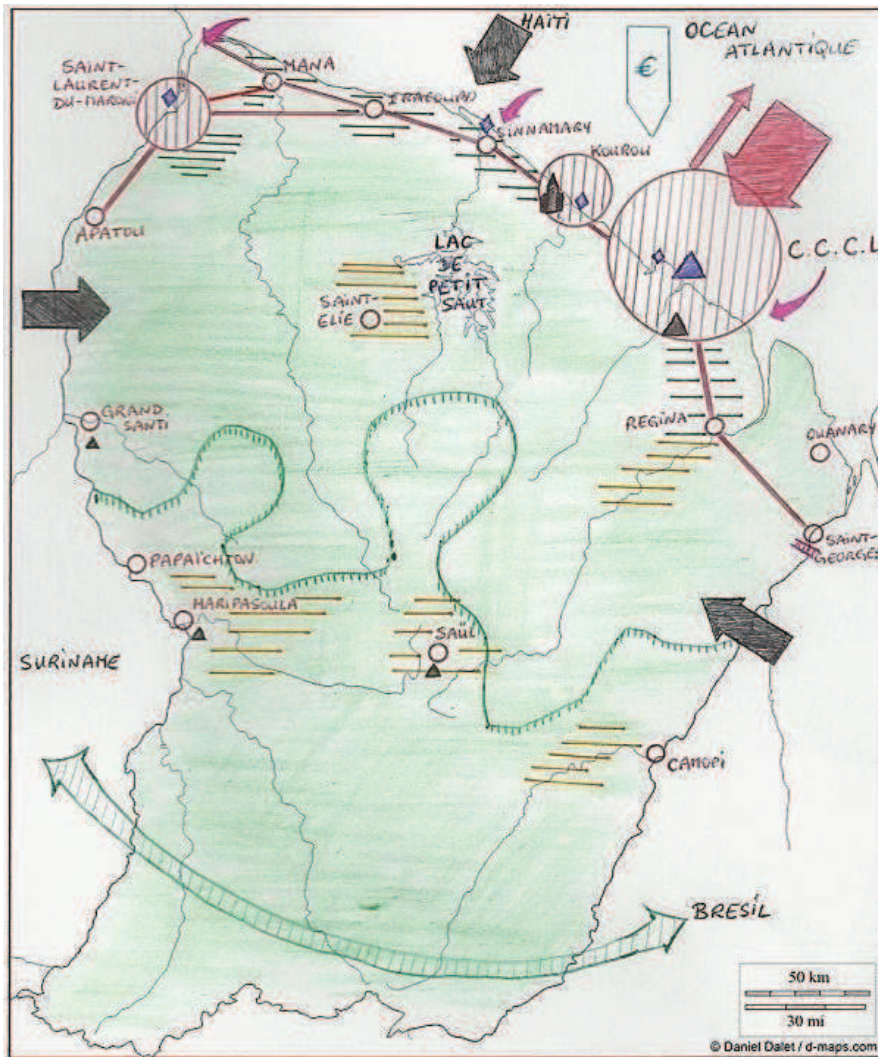 HAÏTI
OCEAN
ATLANTIQUE
€
SAINT-
LAURENT-
DU-MARONI
MANA
IRACOUBO
SINNAMARY
KOUROU
C.C.C.L
APATOU
LAC
DE
PETIT
SAUT
SAINT-
ELIE
GRAND
SANTI
REGINA
OUANARY
SAINT-
GEORGES
PAPAÏCHTON
MARIPASOULA
SAÜL
SURINAME
CAMOPI
BRESIL
50 km
30 mi
© Daniel Dalet / d-maps.com